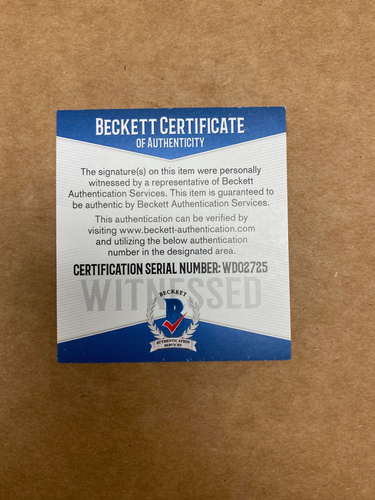 BECKETT CERTIFICATE
OF AUTHENTICITY
The signature(s) on this item were personally
witnessed by a representative of Beckett
Authentication Services. This item is guaranteed to
be authentic by Beckett Authentication Services.
This authentication can be verified by
visiting www.beckett-authentication.com
and utilizing the below authentication
number in the designated area.
CERTIFICATION SERIAL NUMBER: WD02725
WITNESSED
BECKETT
B
AUTHENTICATION
SERVICES